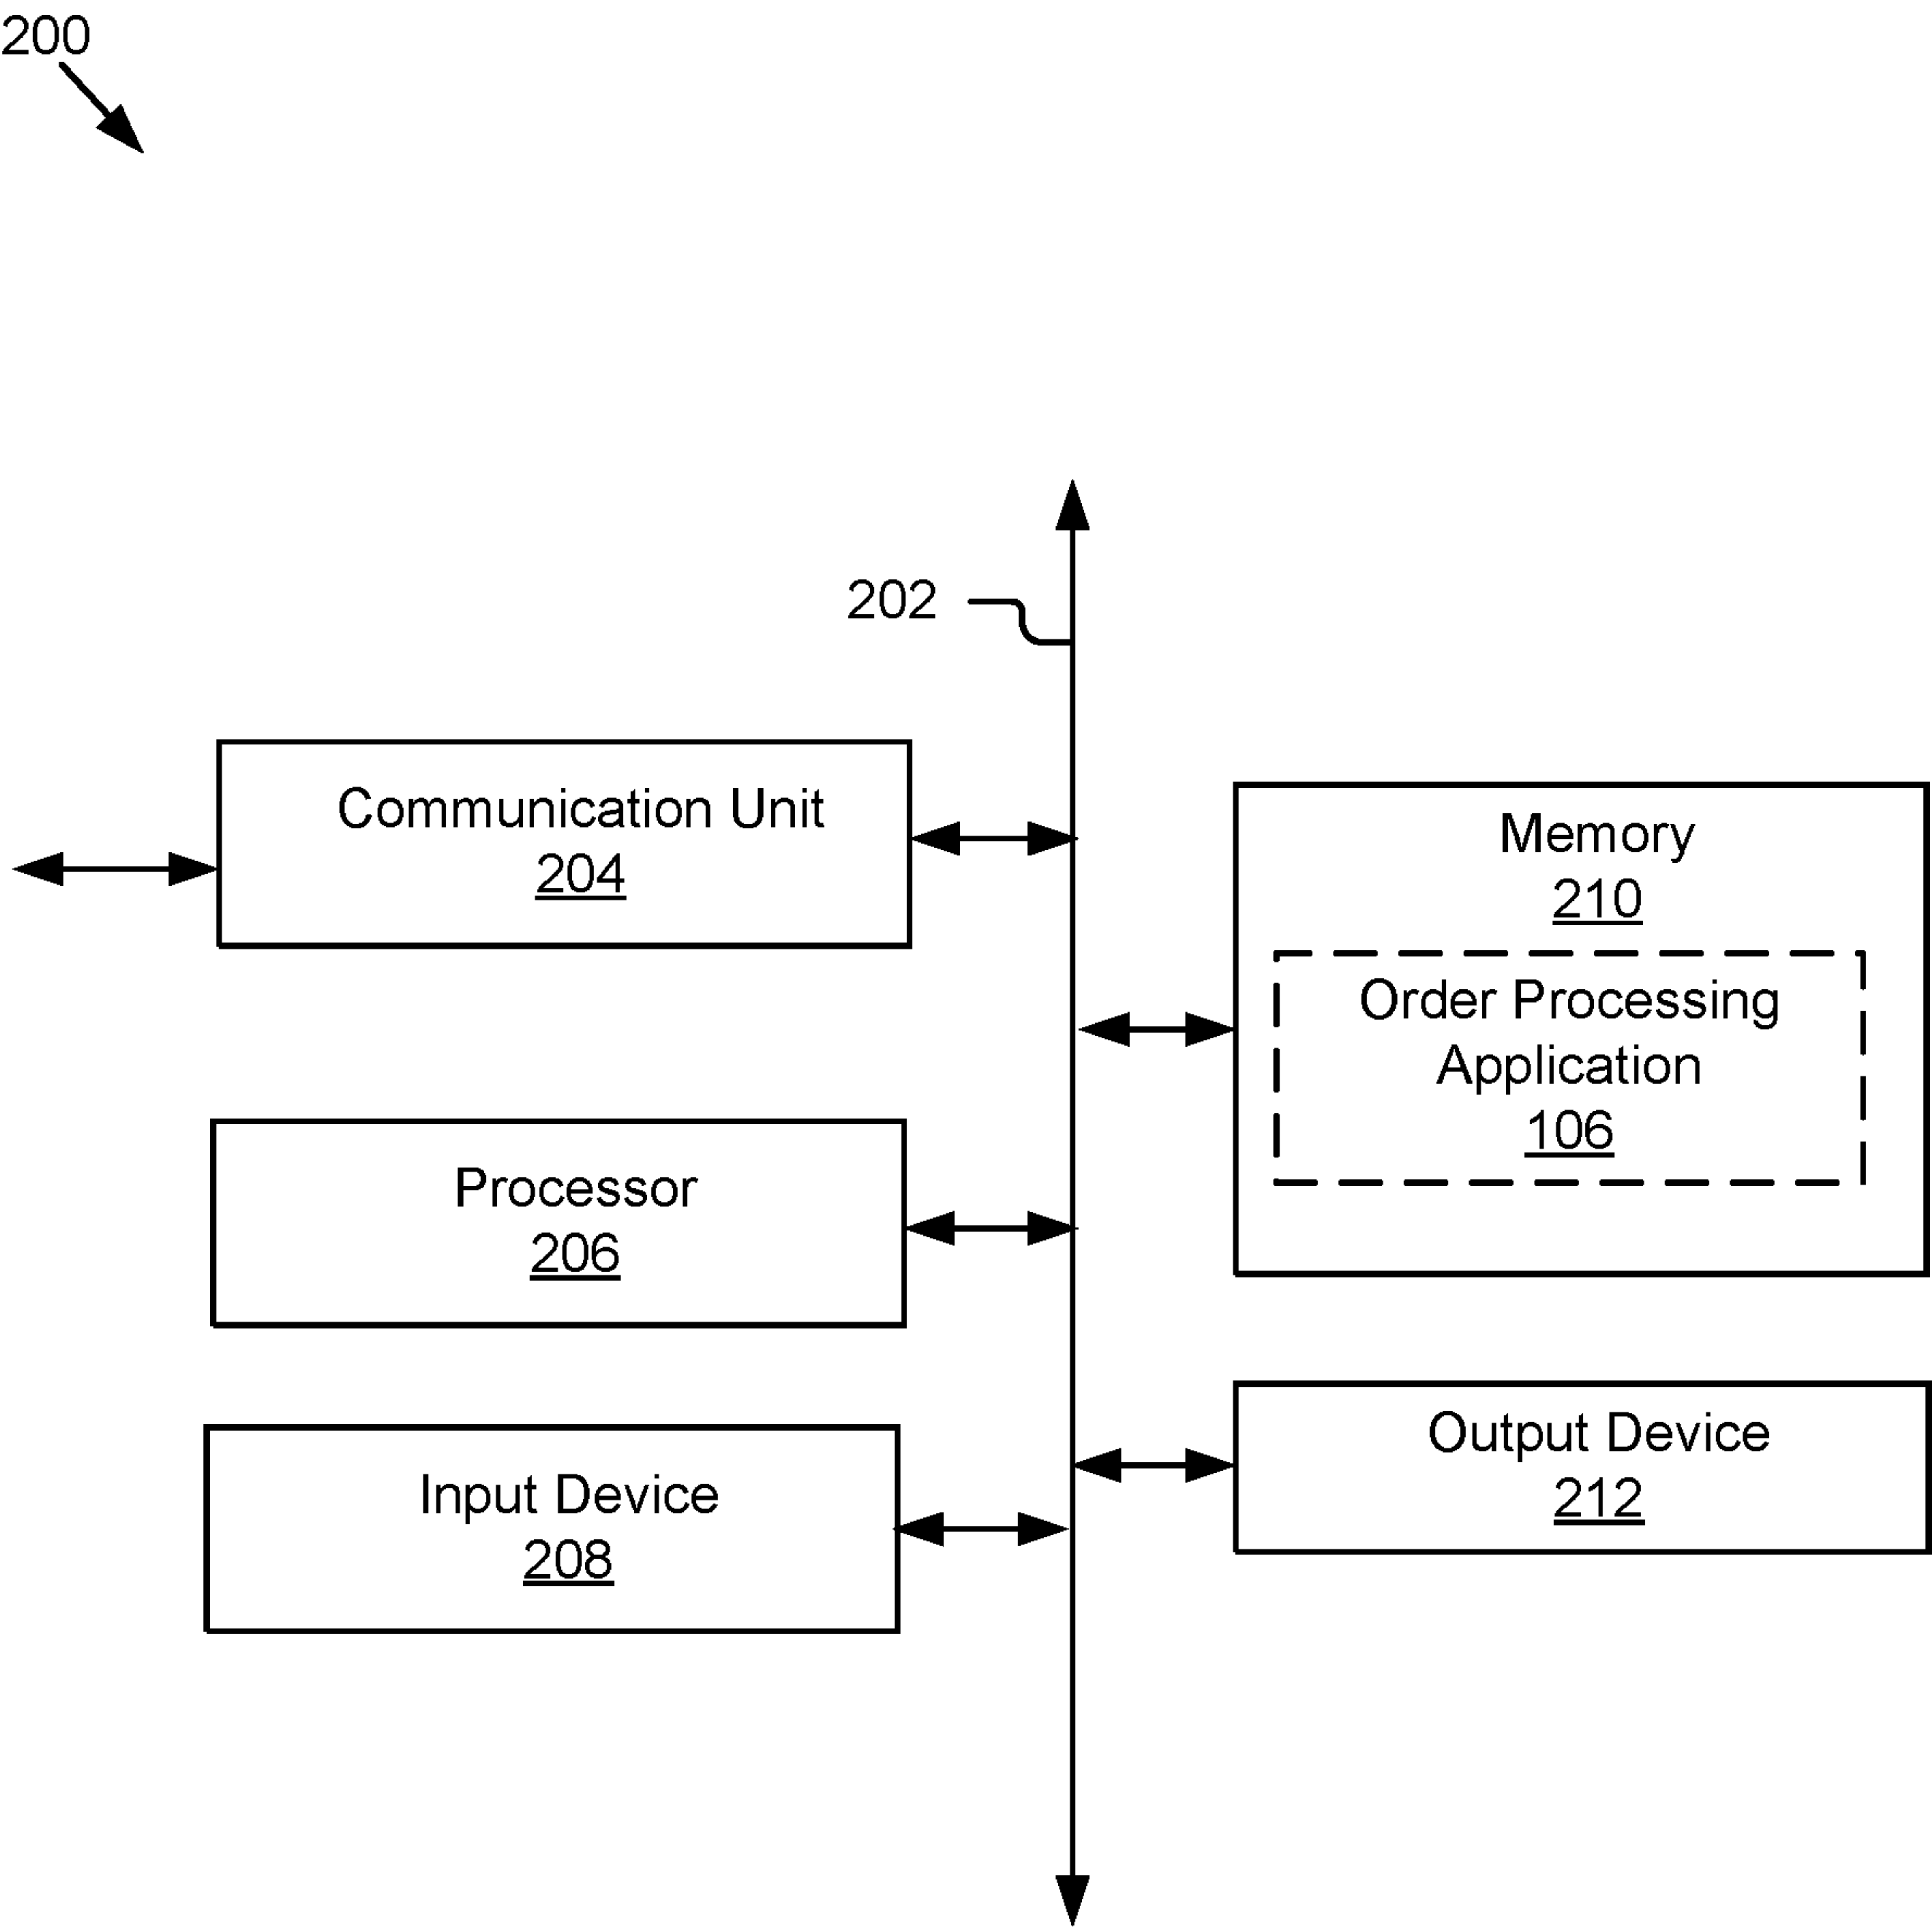 200
202
Communication Unit
204
Memory
210
Order Processing
Application
106
Processor
206
Output Device
212
Input Device
208